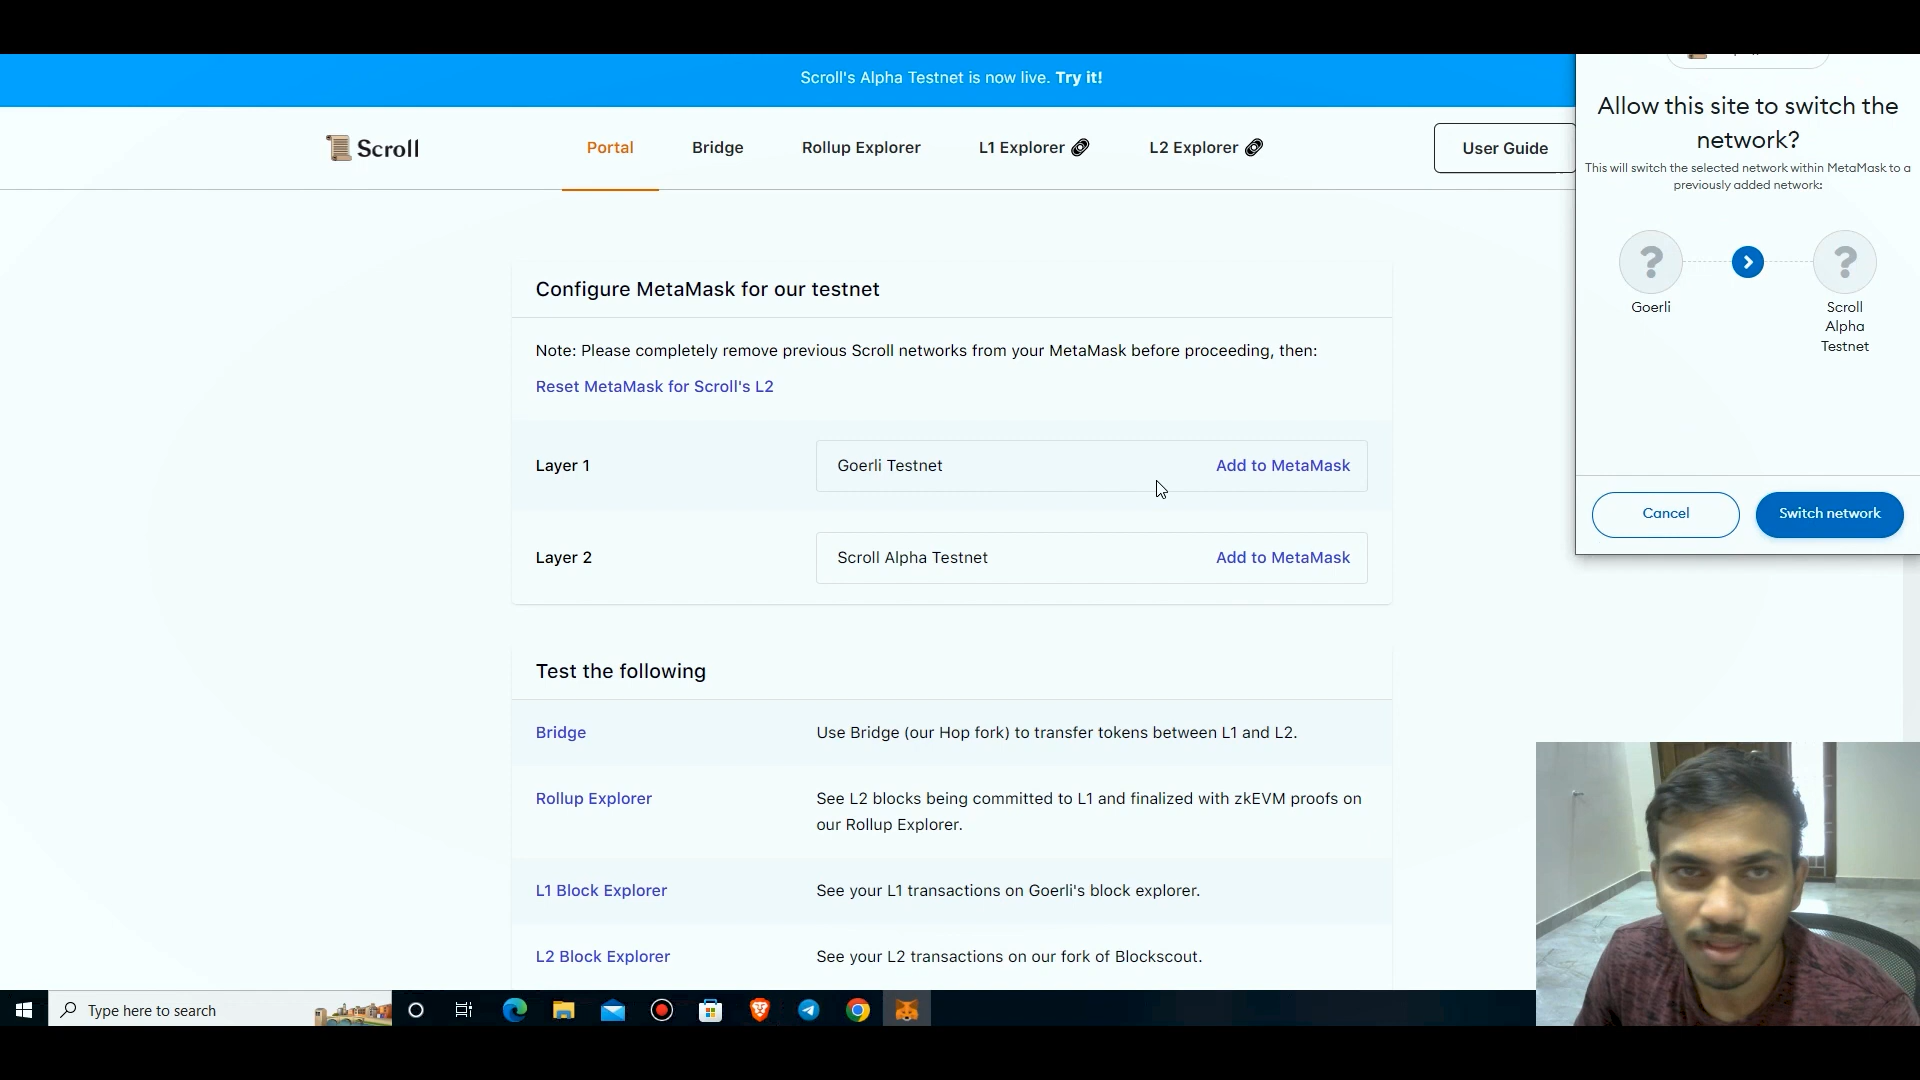 Scroll's Alpha Testnet is now live. Try it!
Scroll
Portal
Bridge
Rollup Explorer
L1 Explorer
L2 Explorer
User Guide
Configure MetaMask for our testnet
Note: Please completely remove previous Scroll networks from your MetaMask before proceeding, then:
Reset MetaMask for Scroll's L2
Layer 1
Goerli Testnet
Add to MetaMask
Layer 2
Scroll Alpha Testnet
Add to MetaMask
Test the following
Bridge
Use Bridge (our Hop fork) to transfer tokens between L1 and L2.
Rollup Explorer
See L2 blocks being committed to L1 and finalized with zkEVM proofs on
our Rollup Explorer.
L1 Block Explorer
See your L1 transactions on Goerli's block explorer.
L2 Block Explorer
See your L2 transactions on our fork of Blockscout.
Allow this site to switch the
network?
This will switch the selected network within MetaMask to a
previously added network:
?
?
Goerli
Scroll
Alpha
Testnet
Cancel
Switch network
Type here to search